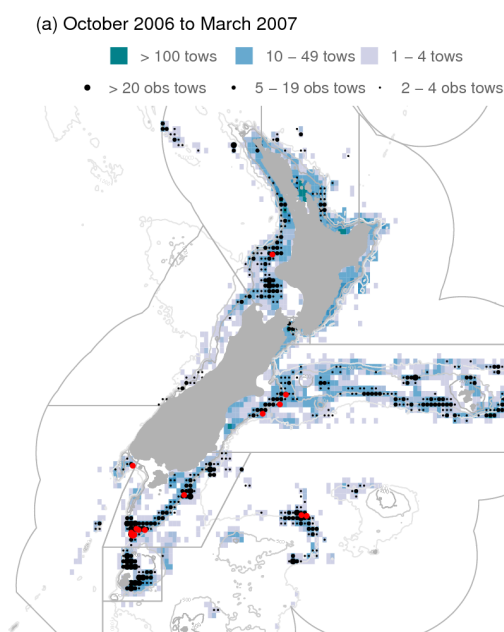 (a) October 2006 to March 2007
> 100 tows 10 − 49 tows 1 − 4 tows
> 20 obs tows 5 − 19 obs tows 2 − 4 obs tows